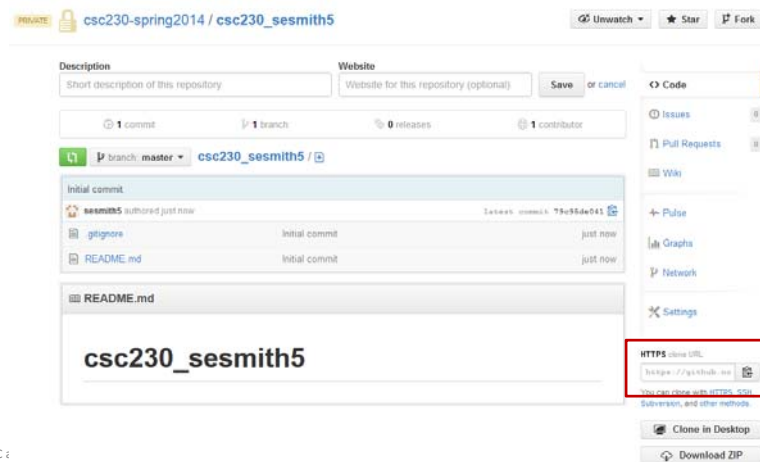 PRIVATE csc230-spring2014 / csc230_sesmith5 Unwatch Star Fork
Description Website
Short description of this repository Website for this repository (optional) Save or cancel
1 commit 1 branch 0 releases 1 contributor
branch: master csc230_sesmith5 /
Initial commit
sesmith5 authored just now latest commit
.gitignore Initial commit just now
README.md Initial commit just now
README.md
csc230_sesmith5
Code
Issues 0
Pull Requests 0
Wiki
Pulse
Graphs
Network
Settings
HTTPS clone URL
You can clone with HTTPS, SSH,
Subversion, and other methods.
Clone in Desktop
Download ZIP